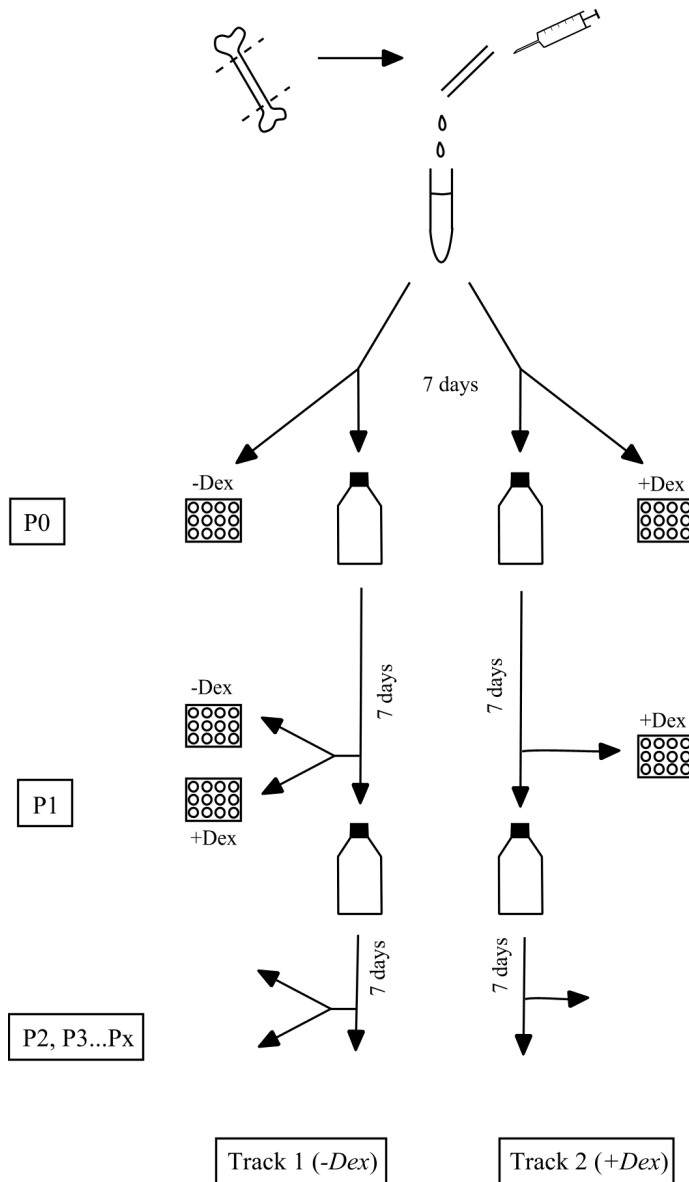 7 days
-Dex
+Dex
P0
7 days
7 days
-Dex
+Dex
P1
+Dex
7 days
7 days
P2, P3...Px
Track 1 (-Dex)
Track 2 (+Dex)